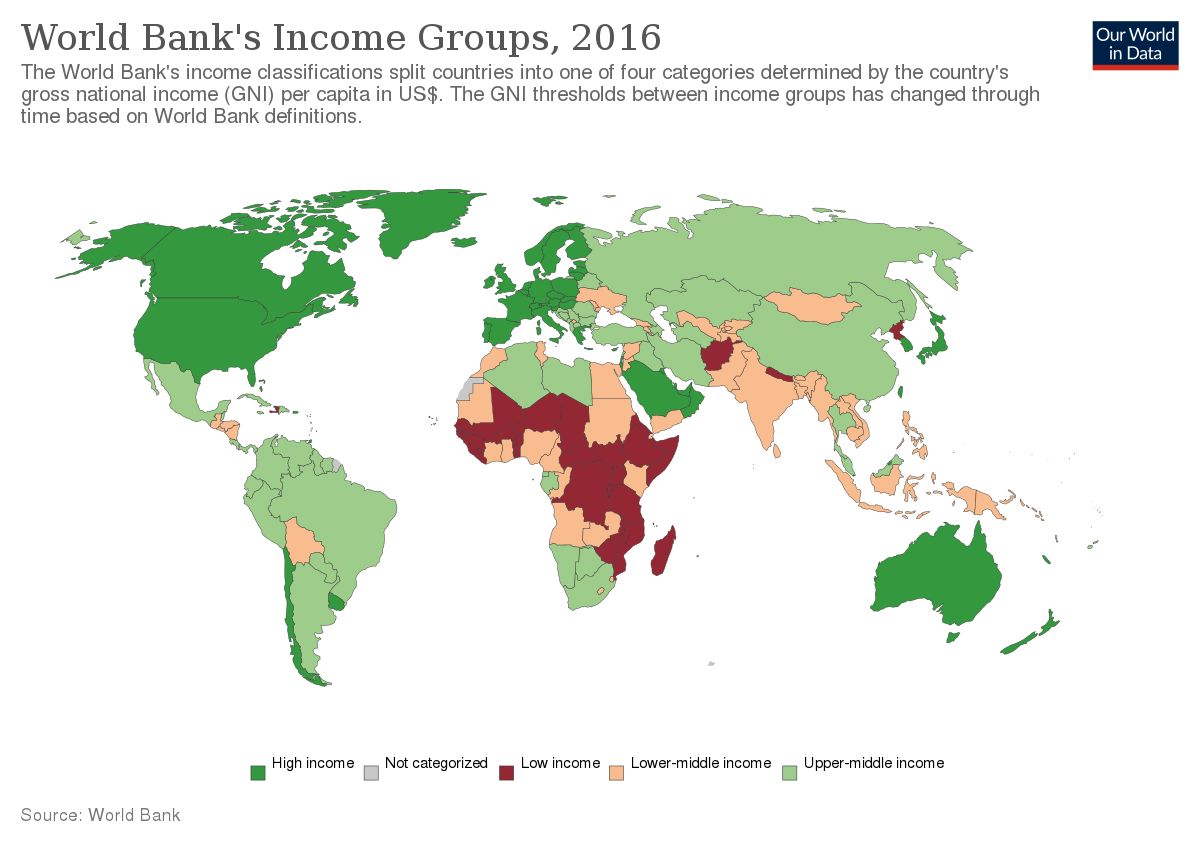 World Bank's Income Groups, 2016
Our World
in Data
The World Bank's income classifications split countries into one of four categories determined by the country's
gross national income (GNI) per capita in US$. The GNI thresholds between income groups has changed through
time based on World Bank definitions.
High income
Not categorized
Low income
Lower-middle income
Upper-middle income
Source: World Bank